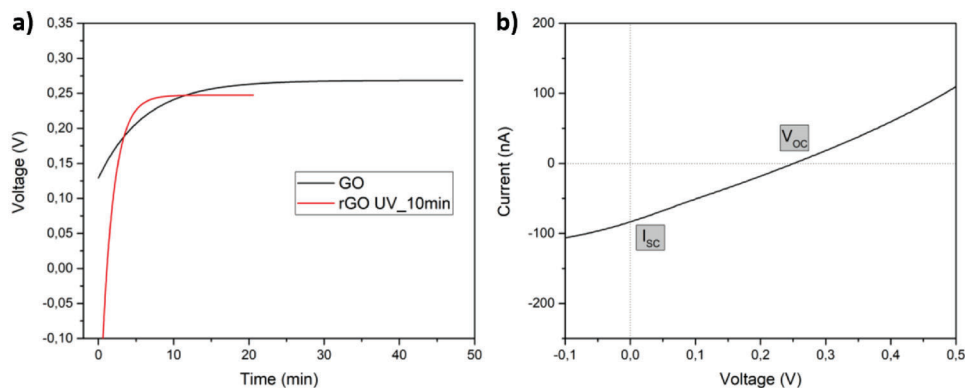 a)
0,35
0,30
0,25
0,20
0,15
0,10
0,05
0,00
-0,05
-0,10
Voltage (V)
GO
rGO UV_10min
0 10 20 30 40 50
Time (min)
b)
200
100
0
-100
-200
Current (nA)
V_OC
I_SC
-0,1 0,0 0,1 0,2 0,3 0,4 0,5
Voltage (V)